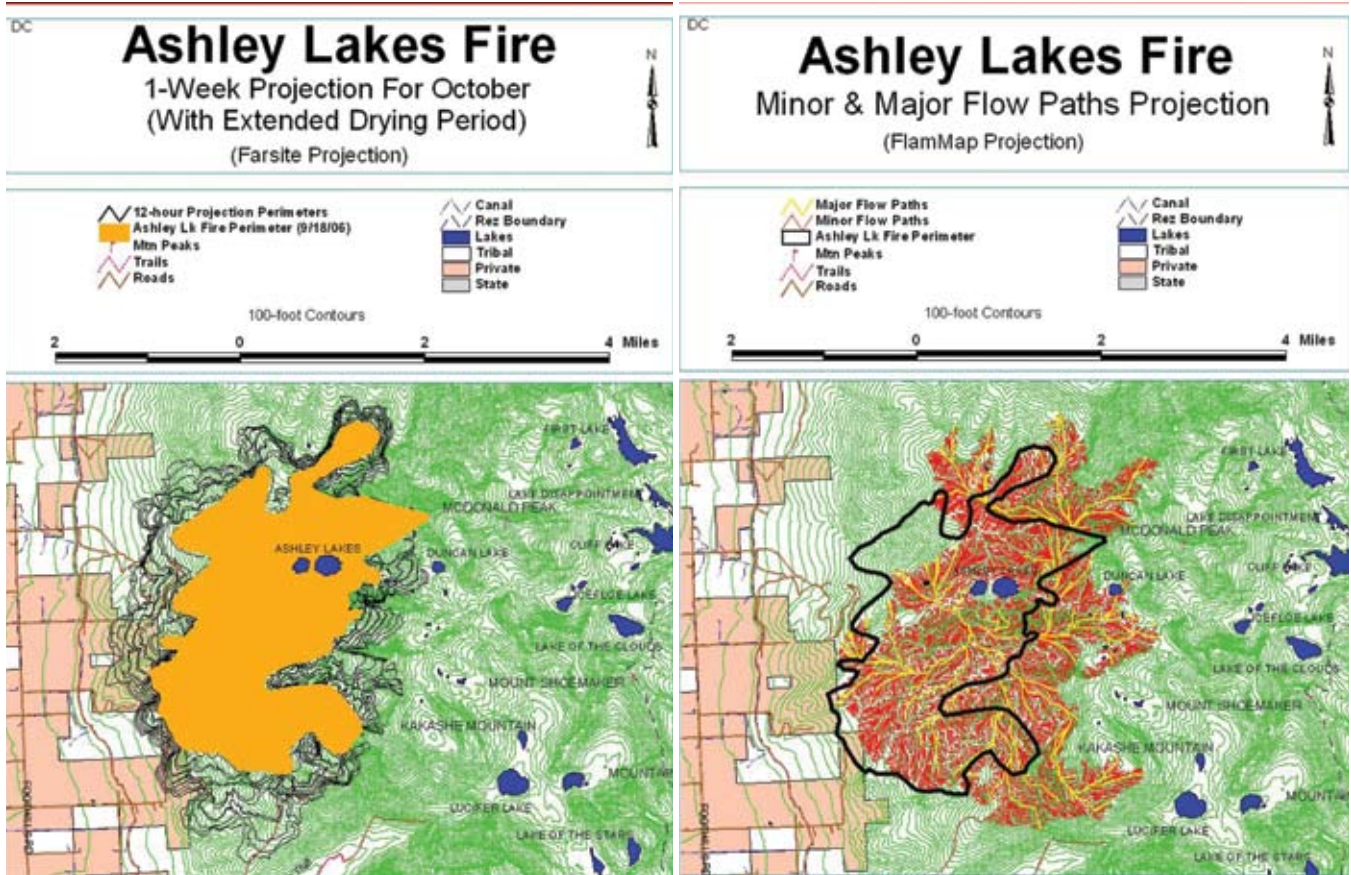 DC
Ashley Lakes Fire
1-Week Projection For October
(With Extended Drying Period)
(Farsite Projection)
N
12-hour Projection Perimeters
Ashley Lk Fire Perimeter (9/18/06)
Mtn Peaks
Trails
Roads
Canal
Rez Boundary
Lakes
Tribal
Private
State
100-foot Contours
2 0 2 4 Miles
FIRST LAKE
LAKE DISAPPOINTMENT
MCDONALD PEAK
CLIFF LAKE
ASHLEY LAKES
DUNCAN LAKE
LAKE OF THE CLOUDS
MOUNT SHOEMAKER
KAKASHE MOUNTAIN
MOUNTAIN
LUCIFER LAKE
LAKE OF THE STARS
DC
Ashley Lakes Fire
Minor & Major Flow Paths Projection
(FlamMap Projection)
N
Major Flow Paths
Minor Flow Paths
Ashley Lk Fire Perimeter
Mtn Peaks
Trails
Roads
Canal
Rez Boundary
Lakes
Tribal
Private
State
100-foot Contours
2 0 2 4 Miles
FIRST LAKE
LAKE DISAPPOINTMENT
MCDONALD PEAK
CLIFF LAKE
DUNCAN LAKE
LAKE OF THE CLOUDS
MOUNT SHOEMAKER
KAKASHE MOUNTAIN
LUCIFER LAKE
LAKE OF THE STARS